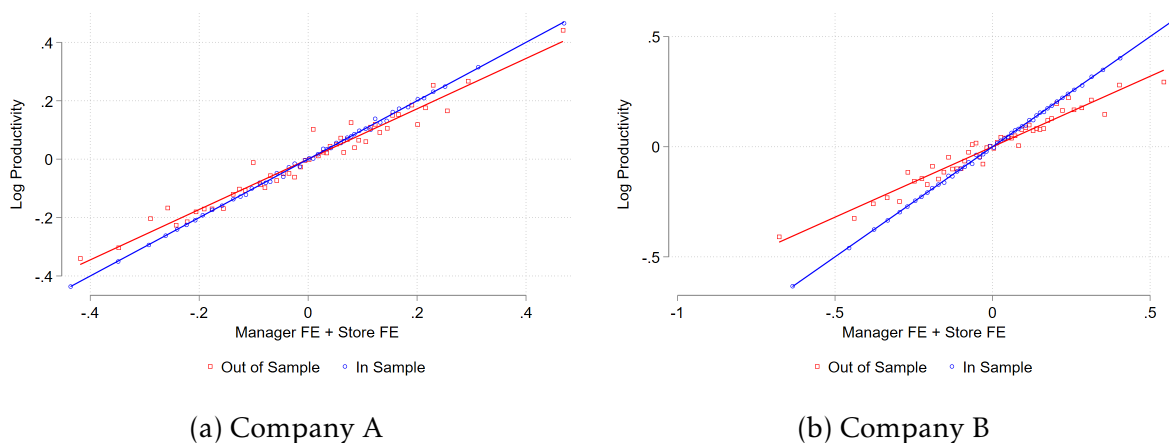 .4
.2
0
-.2
-.4
Log Productivity
-.4
-.2
0
.2
.4
Manager FE + Store FE
Out of Sample
In Sample
(a) Company A
.5
0
-.5
Log Productivity
-1
-.5
0
.5
Manager FE + Store FE
Out of Sample
In Sample
(b) Company B